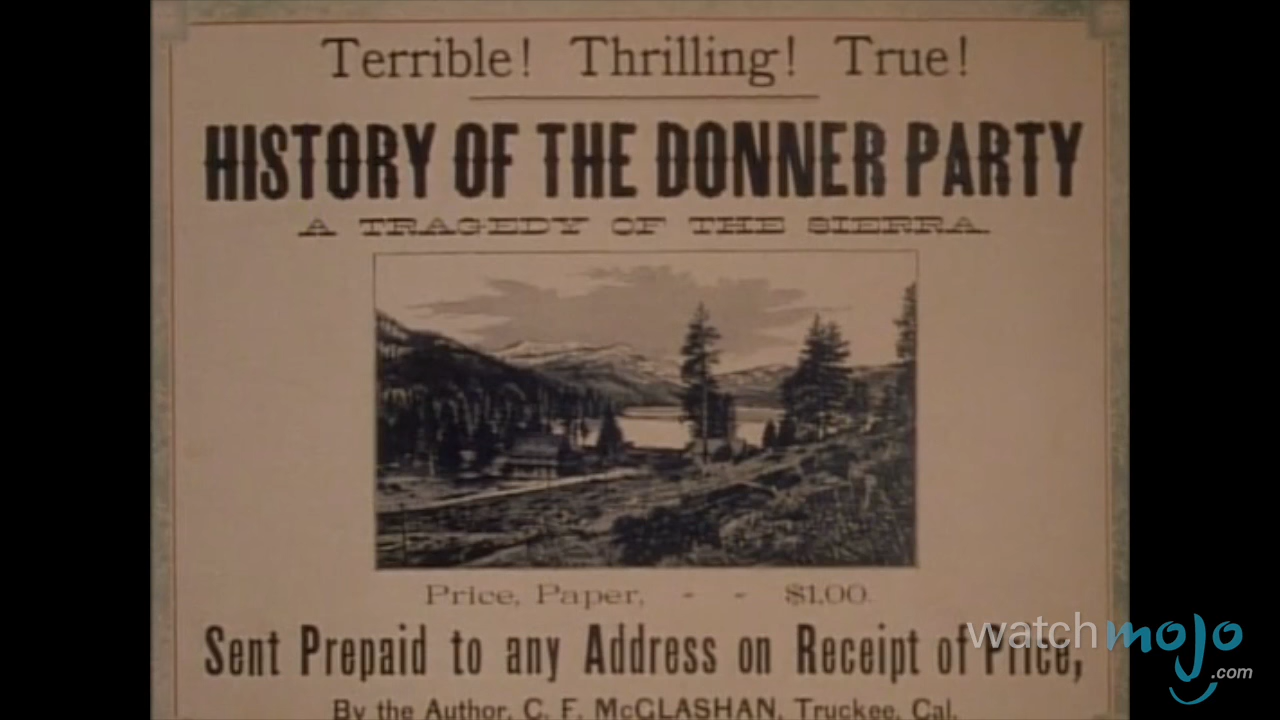 Terrible! Thrilling! True!
HISTORY OF THE DONNER PARTY
A TRAGEDY OF THE SIERRA.
Price, Paper, - - $1.00.
Sent Prepaid to any Address on Receipt of Price,
By the Author, C. F. McGLASHAN, Truckee, Cal.
watchmojo
.com